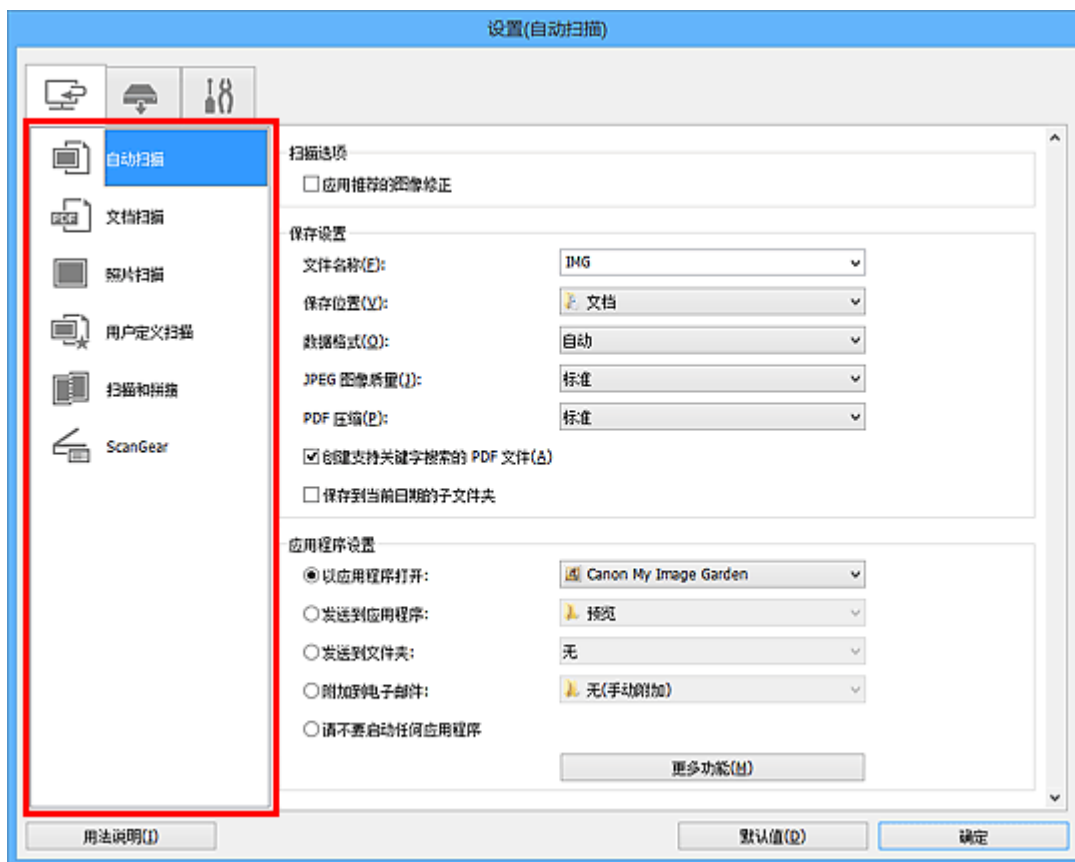 设置(自动扫描)
自动扫描
PDF
文档扫描
照片扫描
用户定义扫描
扫描和拼接
ScanGear
扫描选项
应用推荐的图像修正
保存设置
文件名称(F): IMG
保存位置(V): 文档
数据格式(O): 自动
JPEG 图像质量(J): 标准
PDF 压缩(P): 标准
创建支持关键字搜索的 PDF 文件(A)
保存到当前日期的子文件夹
应用程序设置
以应用程序打开: Canon My Image Garden
发送到应用程序: 预览
发送到文件夹: 无
附加到电子邮件: 无(手动附加)
请不要启动任何应用程序
更多功能(M)
用法说明(I) 默认值(D) 确定